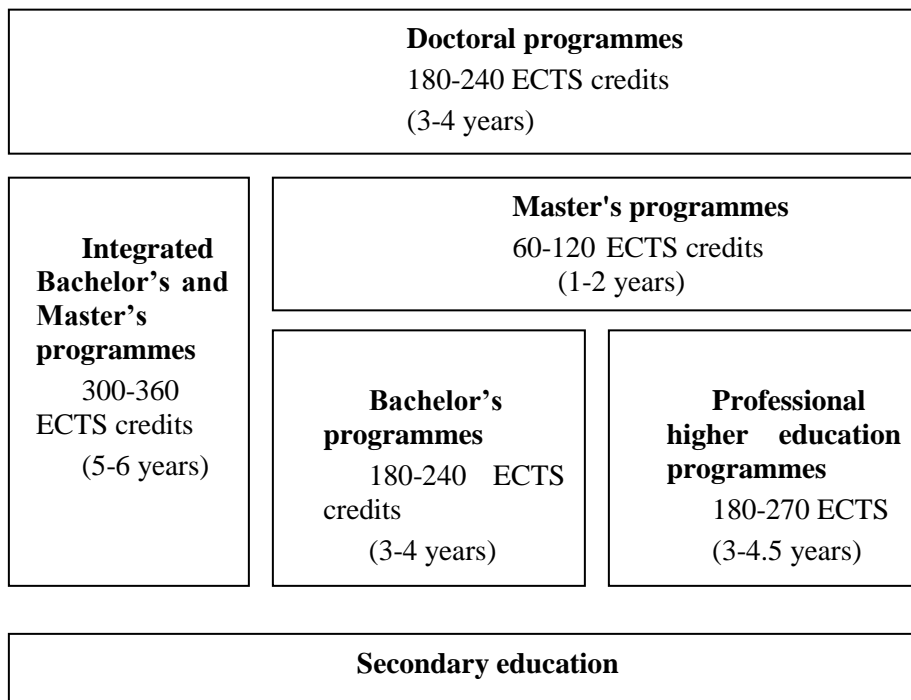 Doctoral programmes
180-240 ECTS credits
(3-4 years)
Integrated
Bachelor’s and
Master’s
programmes
300-360
ECTS credits
(5-6 years)
Master's programmes
60-120 ECTS credits
(1-2 years)
Bachelor’s
programmes
180-240 ECTS
credits
(3-4 years)
Professional
higher education
programmes
180-270 ECTS
(3-4.5 years)
Secondary education